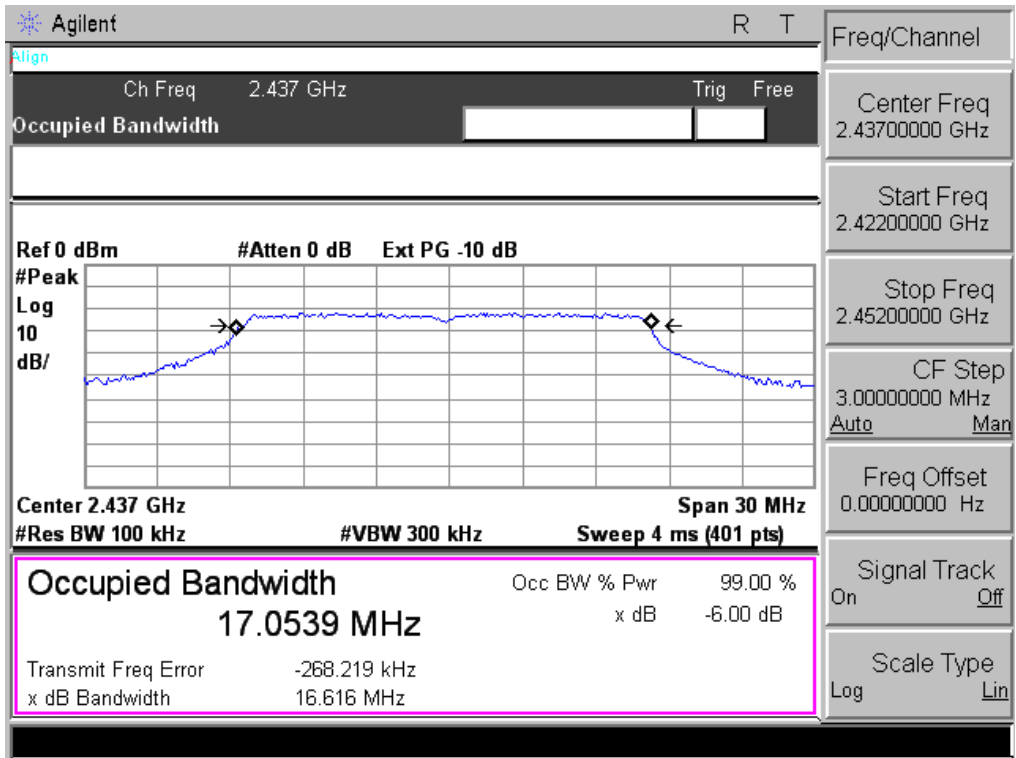 Agilent R T
Align
Ch Freq 2.437 GHz Trig Free
Occupied Bandwidth
Ref 0 dBm #Atten 0 dB Ext PG -10 dB
#Peak
Log
10
dB/
Center 2.437 GHz Span 30 MHz
#Res BW 100 kHz #VBW 300 kHz Sweep 4 ms (401 pts)
Occupied Bandwidth
17.0539 MHz
Occ BW % Pwr 99.00 %
x dB -6.00 dB
Transmit Freq Error -268.219 kHz
x dB Bandwidth 16.616 MHz
Freq/Channel
Center Freq
2.43700000 GHz
Start Freq
2.42200000 GHz
Stop Freq
2.45200000 GHz
CF Step
3.00000000 MHz
Auto Man
Freq Offset
0.00000000 Hz
Signal Track
On Off
Scale Type
Log Lin